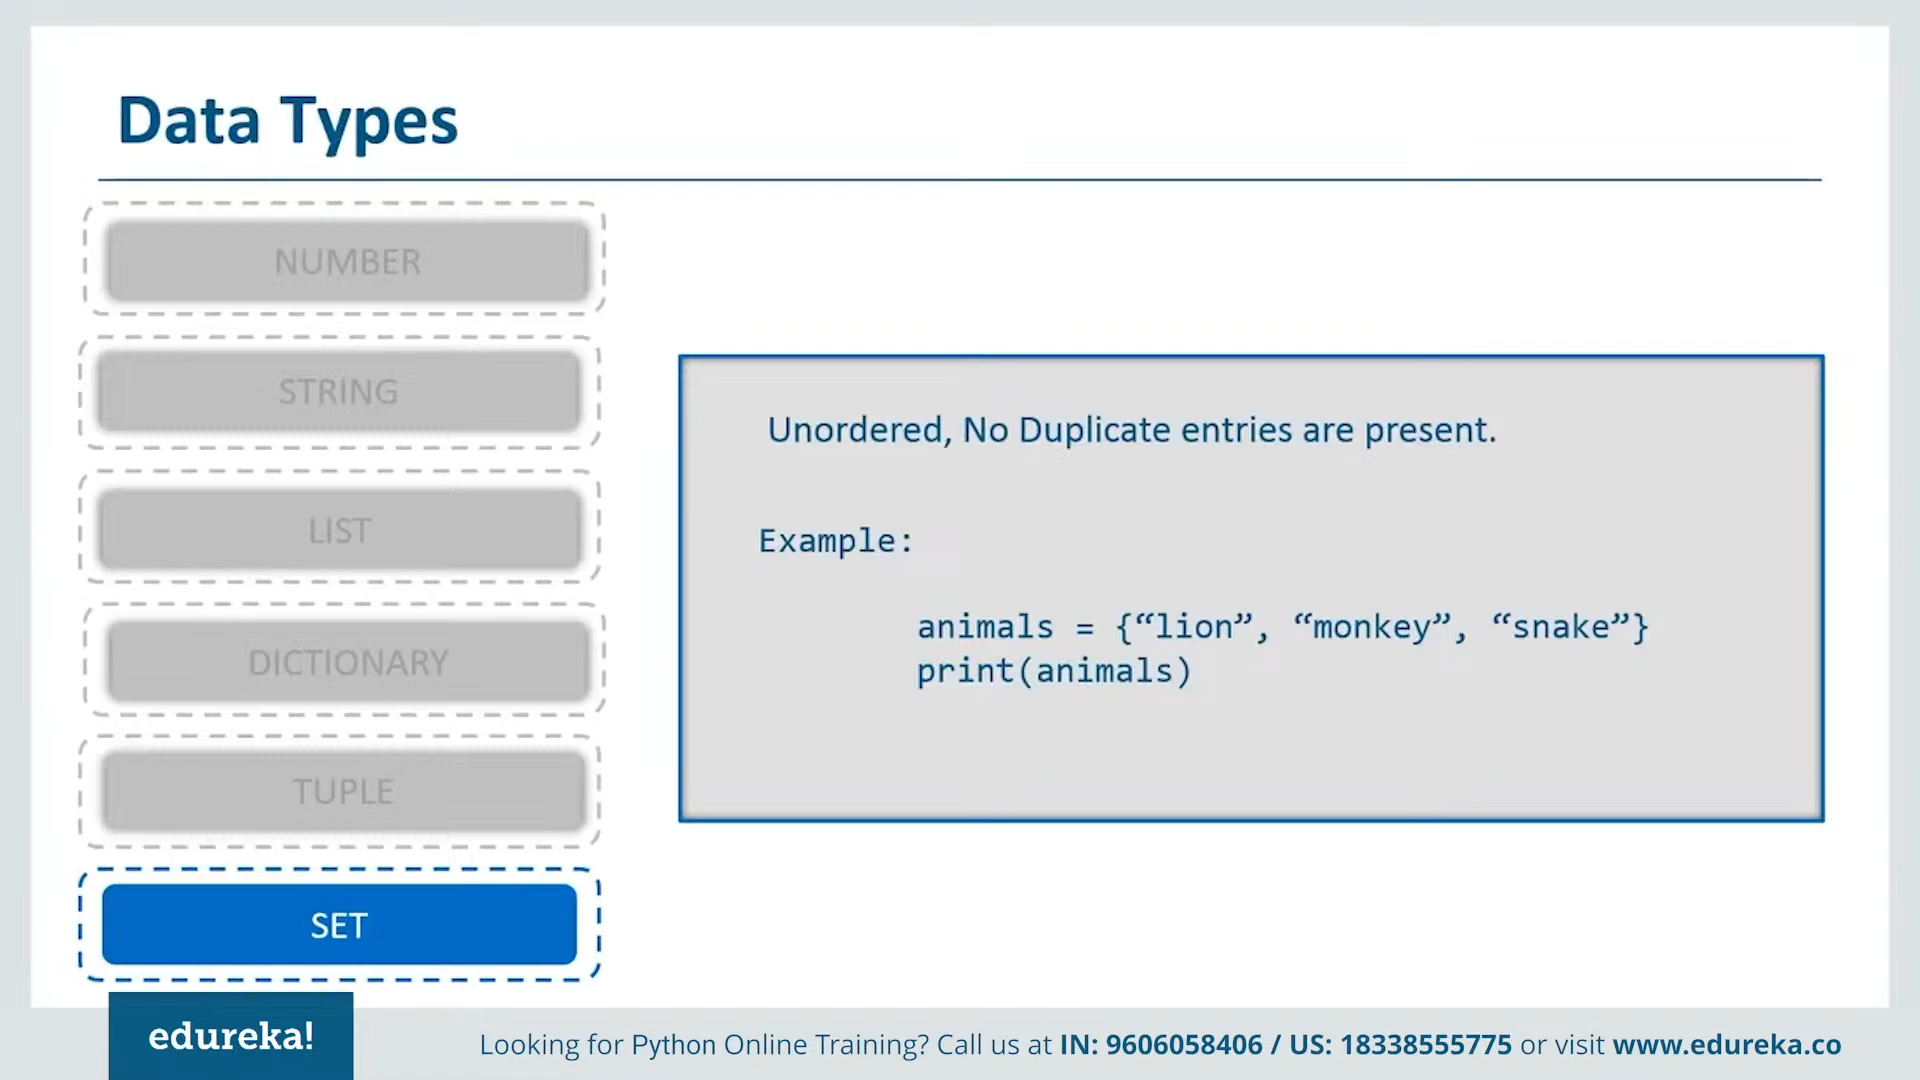 Data Types
NUMBER
STRING
LIST
DICTIONARY
TUPLE
SET
Unordered, No Duplicate entries are present.
Example:
animals = {“lion”, “monkey”, “snake”}
print(animals)
edureka!
Looking for Python Online Training? Call us at IN: 9606058406 / US: 18338555775 or visit www.edureka.co